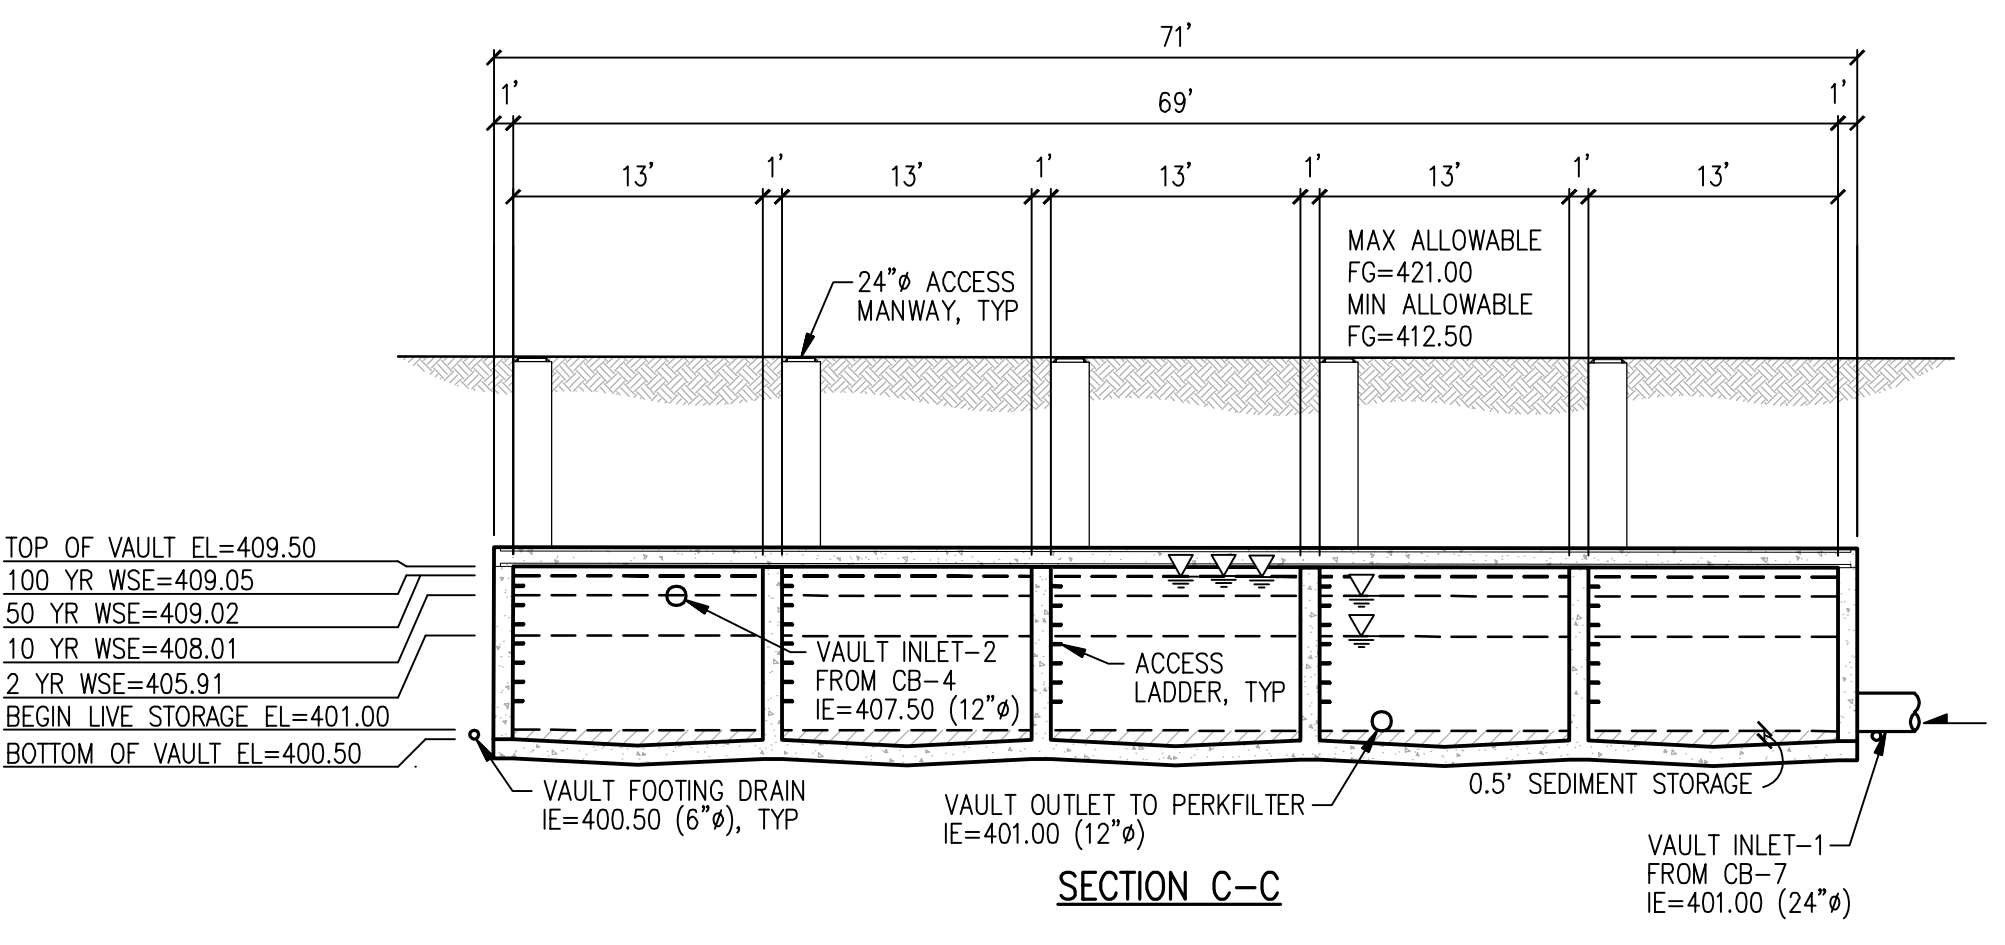 71'
1'
69'
1'
13'
1'
13'
1'
13'
1'
13'
1'
13'
MAX ALLOWABLE
FG=421.00
MIN ALLOWABLE
FG=412.50
24"ø ACCESS
MANWAY, TYP
TOP OF VAULT EL=409.50
100 YR WSE=409.05
50 YR WSE=409.02
10 YR WSE=408.01
2 YR WSE=405.91
BEGIN LIVE STORAGE EL=401.00
BOTTOM OF VAULT EL=400.50
VAULT INLET-2
FROM CB-4
IE=407.50 (12"ø)
ACCESS
LADDER, TYP
VAULT FOOTING DRAIN
IE=400.50 (6"ø), TYP
VAULT OUTLET TO PERKFILTER
IE=401.00 (12"ø)
0.5' SEDIMENT STORAGE
VAULT INLET-1
FROM CB-7
IE=401.00 (24"ø)
SECTION C-C